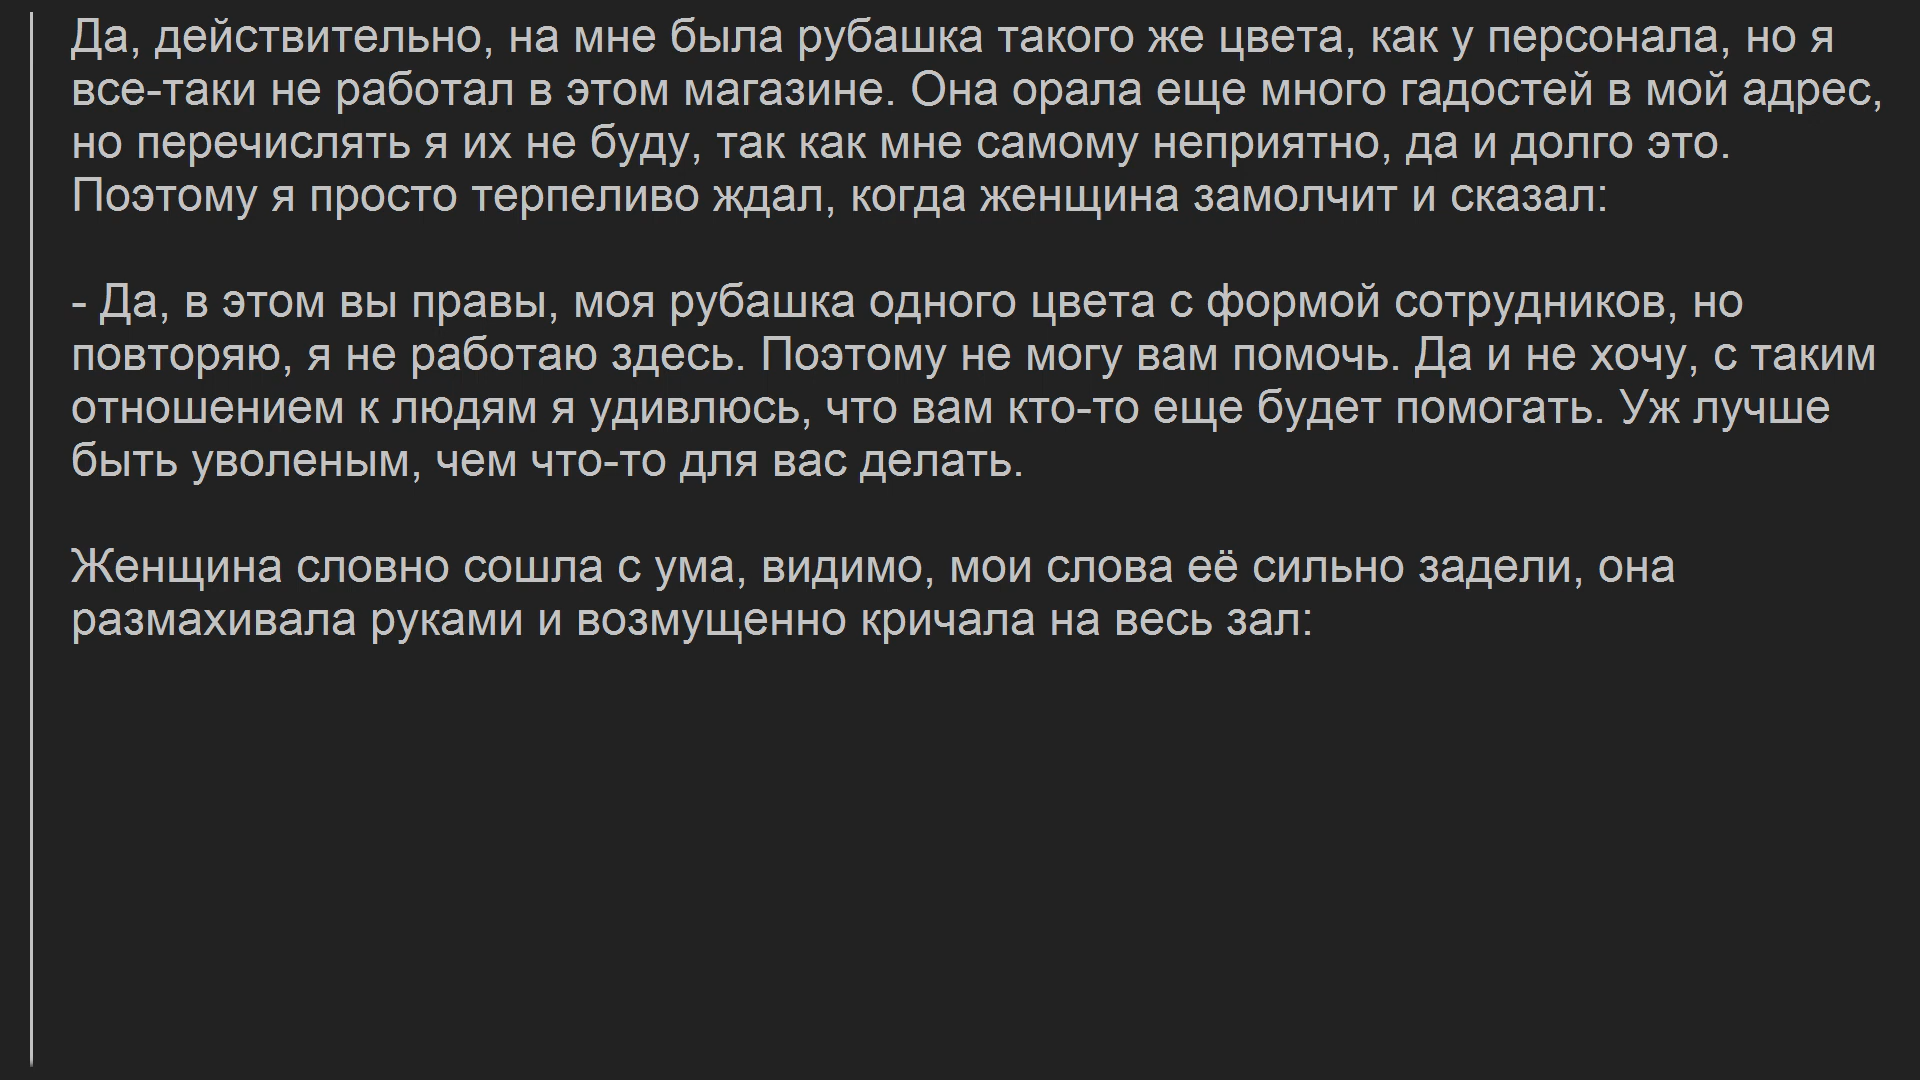 Да, действительно, на мне была рубашка такого же цвета, как у персонала, но я
все-таки не работал в этом магазине. Она орала еще много гадостей в мой адрес,
но перечислять я их не буду, так как мне самому неприятно, да и долго это.
Поэтому я просто терпеливо ждал, когда женщина замолчит и сказал:
- Да, в этом вы правы, моя рубашка одного цвета с формой сотрудников, но
повторяю, я не работаю здесь. Поэтому не могу вам помочь. Да и не хочу, с таким
отношением к людям я удивлюсь, что вам кто-то еще будет помогать. Уж лучше
быть уволеным, чем что-то для вас делать.
Женщина словно сошла с ума, видимо, мои слова её сильно задели, она
размахивала руками и возмущенно кричала на весь зал: